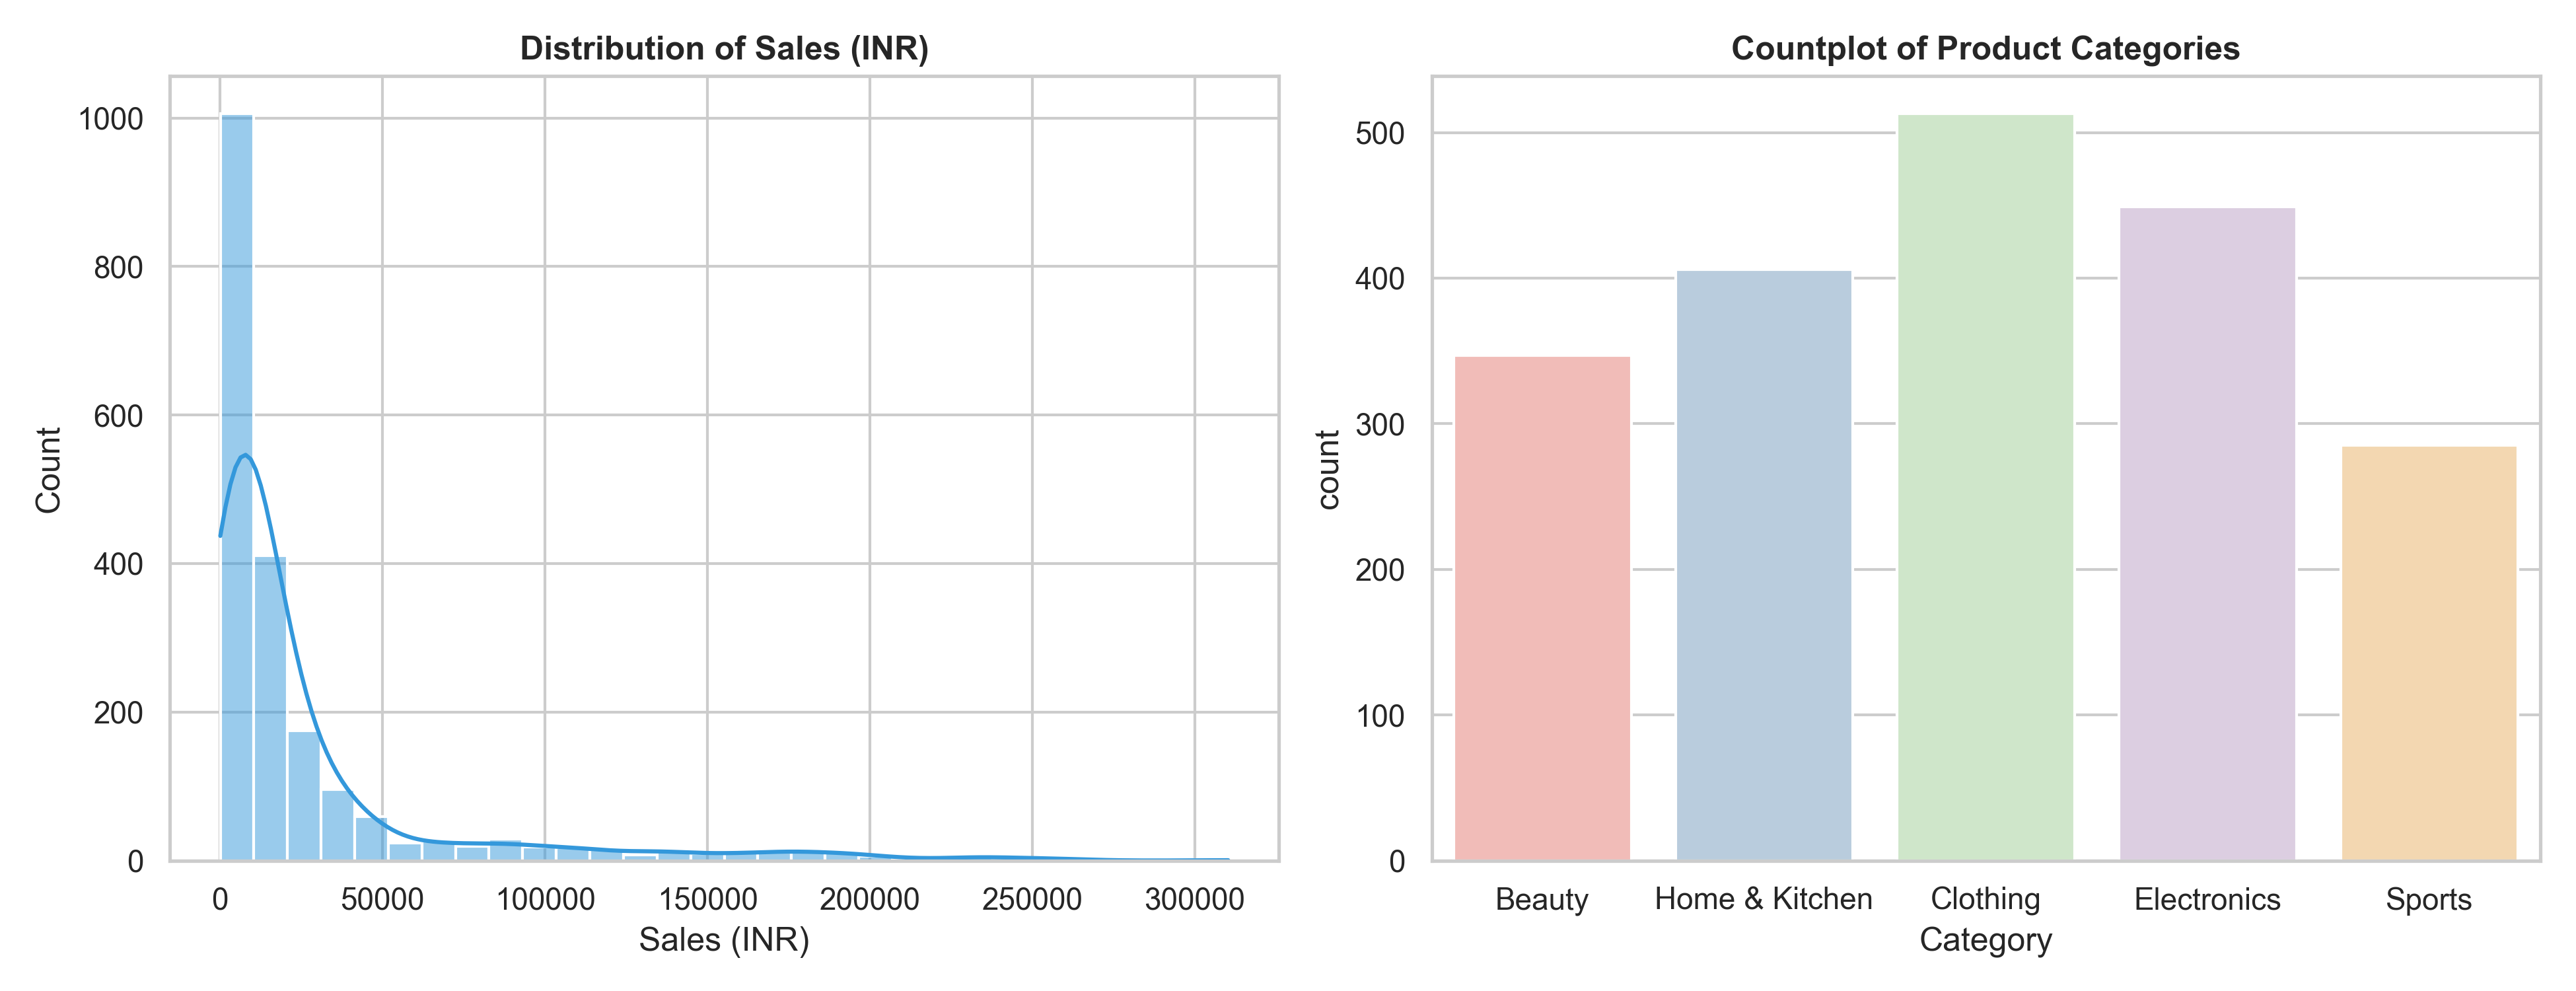 Distribution of Sales (INR)
1000
800
600
400
200
0
Count
0 50000 100000 150000 200000 250000 300000
Sales (INR)
Countplot of Product Categories
500
400
300
200
100
0
count
Beauty Home & Kitchen Clothing Electronics Sports
Category